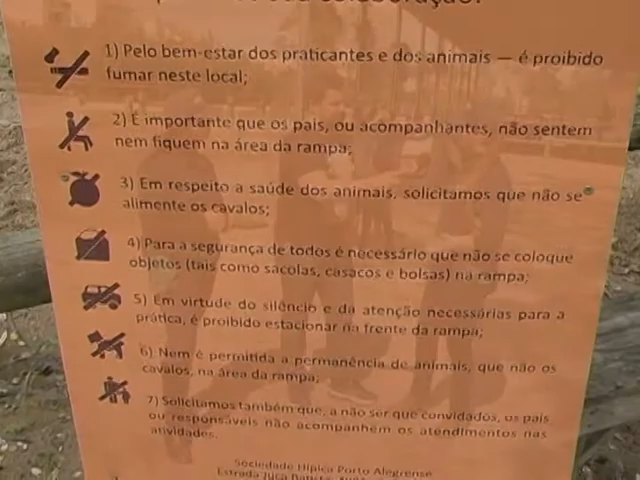 colaboração:
1) Pelo bem-estar dos praticantes e dos animais — é proibido
fumar neste local;
2) É importante que os pais, ou acompanhantes, não sentem
nem fiquem na área da rampa;
3) Em respeito a saúde dos animais, solicitamos que não se
alimente os cavalos;
4) Para a segurança de todos é necessário que não se coloque
objetos (tais como sacolas, casacos e bolsas) na rampa;
5) Em virtude do silêncio e da atenção necessárias para a
prática, é proibido estacionar na frente da rampa;
6) Nem é permitida a permanência de animais, que não os
cavalos, na área da rampa;
7) Solicitamos também que, a não ser que convidados, os pais
ou responsáveis não acompanhem os atendimentos nas
atividades.
Sociedade Hípica Porto Alegrense
Estrada Juca Batista,